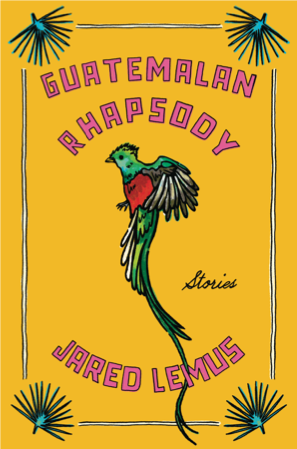 GUATEMALAN
RHAPSODY
Stories
JARED LEMUS